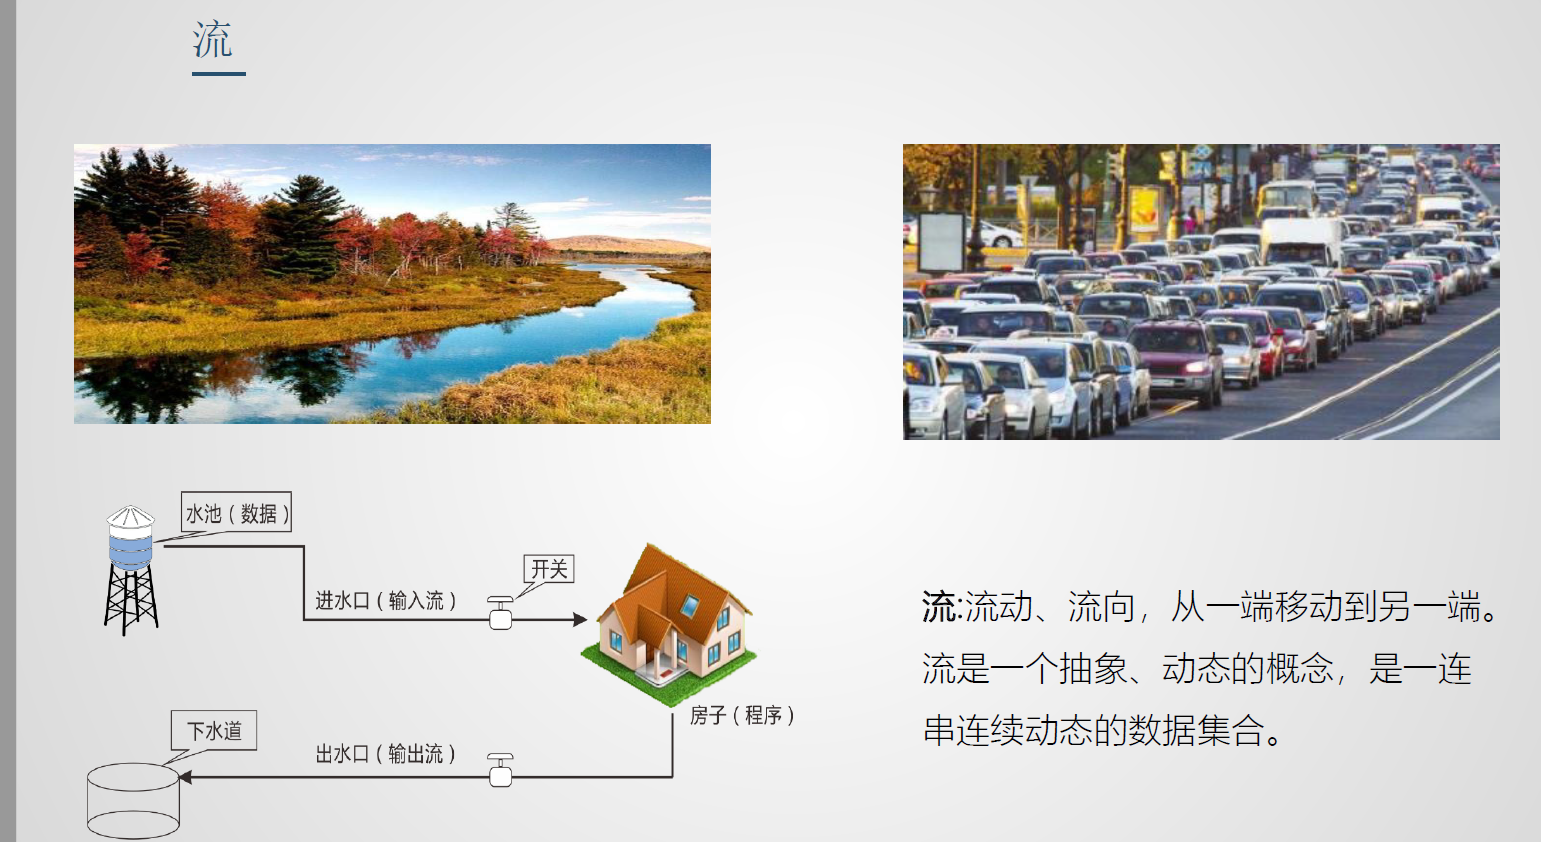 流
水池（数据）
开关
进水口（输入流）
房子（程序）
下水道
出水口（输出流）
流:流动、流向，从一端移动到另一端。
流是一个抽象、动态的概念，是一连
串连续动态的数据集合。